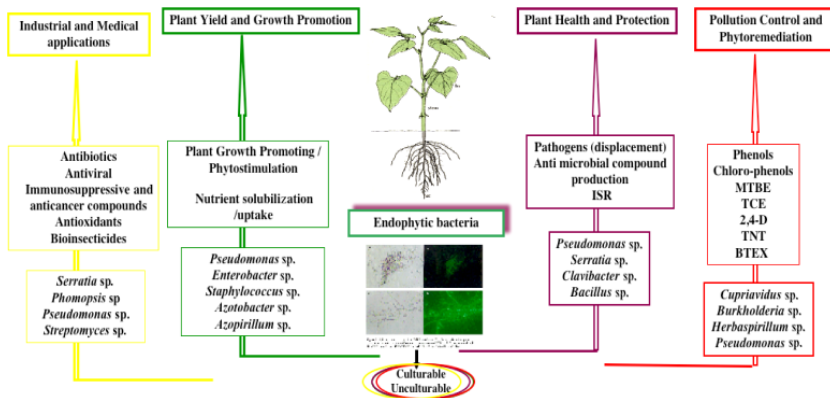 Industrial and Medical
applications
Plant Yield and Growth Promotion
Plant Health and Protection
Pollution Control and
Phytoremediation
Antibiotics
Antiviral
Immunosuppressive and
anticancer compounds
Antioxidants
Bioinsecticides
Plant Growth Promoting /
Phytostimulation
Nutrient solubilization
/uptake
Pathogens (displacement)
Anti microbial compound
production
ISR
Phenols
Chloro-phenols
MTBE
TCE
2,4-D
TNT
BTEX
Endophytic bacteria
Serratia sp.
Phomopsis sp
Pseudomonas sp.
Streptomyces sp.
Pseudomonas sp.
Enterobacter sp.
Staphylococcus sp.
Azotobacter sp.
Azopirillum sp.
Pseudomonas sp.
Serratia sp.
Clavibacter sp.
Bacillus sp.
Cupriavidus sp.
Burkholderia sp.
Herbaspirillum sp.
Pseudomonas sp.
Culturable
Unculturable